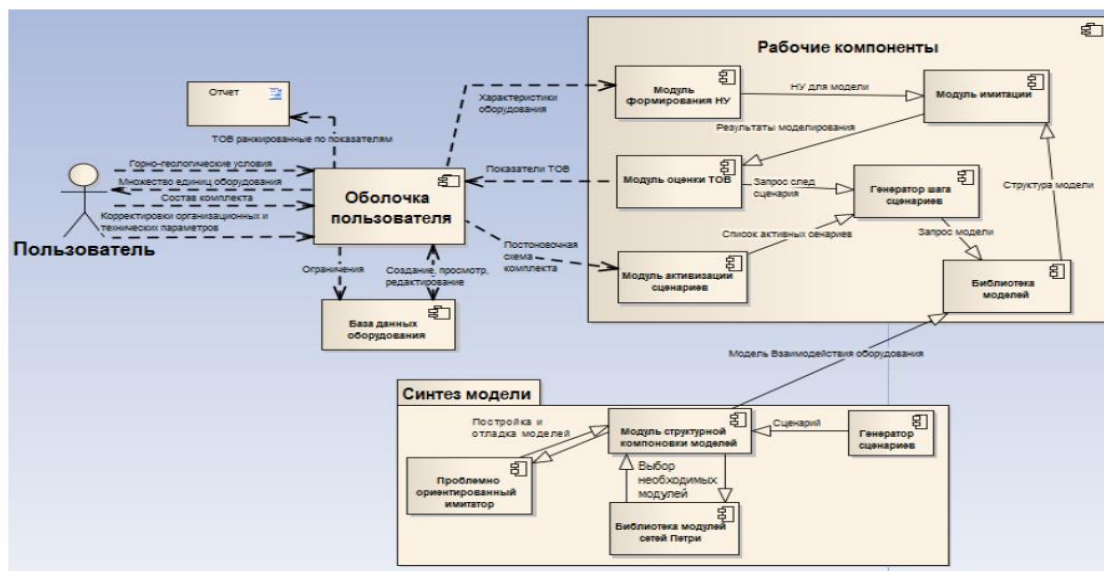 Рабочие компоненты
Отчет
Характеристики
оборудования
Модуль
формирования НУ
НУ для модели
Модуль имитации
ТОВ ранжированные по показателям
Результаты моделирования
Горно-геологические условия
Множество единиц оборудования
Состав комплекта
Корректировки организационных и
технических параметров
Пользователь
Оболочка
пользователя
Показатели ТОВ
Модуль оценки ТОВ
Запрос след
сценария
Генератор шага
сценариев
Структура модели
Список активных сенариев
Запрос модели
Постоновочная
схема
комплекта
Модуль активизации
сценариев
Библиотека
моделей
Ограничения
Создание, просмотр,
редактирование
База данных
оборудования
Модель Взаимодействия оборудования
Синтез модели
Постройка и
отладка моделей
Модуль структурной
компоновки моделей
Сценарий
Генератор
сценариев
Проблемно
ориентированный
имитатор
Выбор
необходимых
модулей
Библиотека модулей
сетей Петри